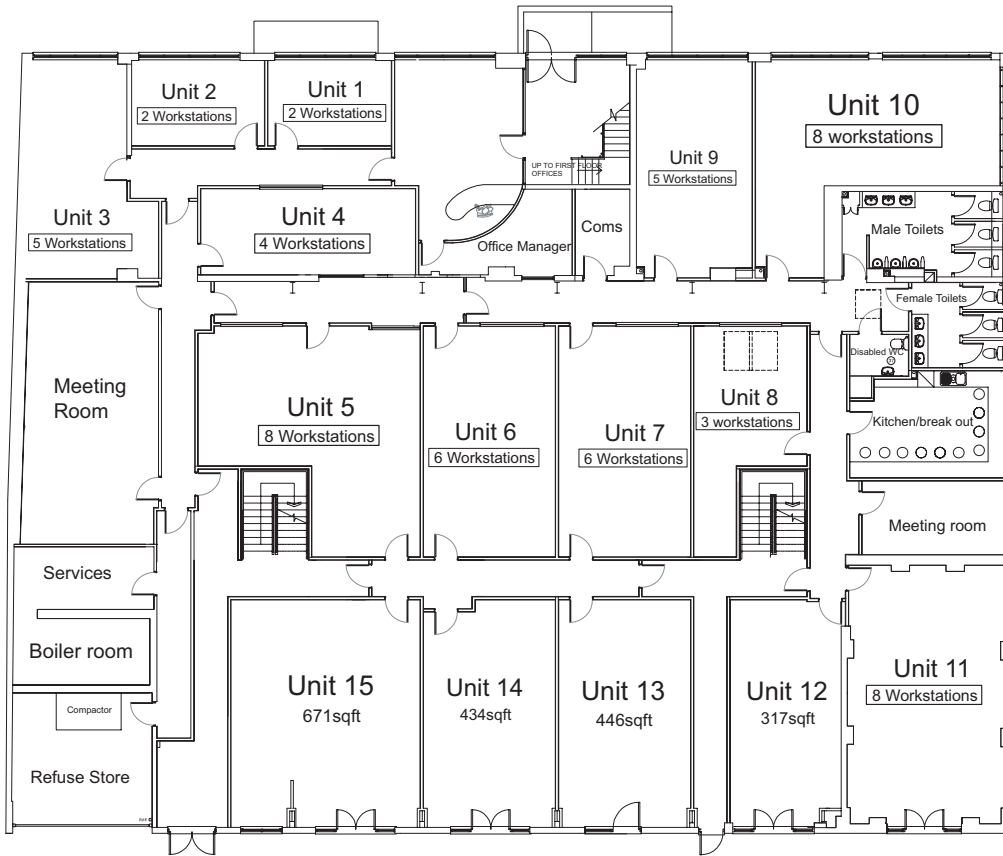 Unit 2
2 Workstations
Unit 1
2 Workstations
Unit 10
8 workstations
UP TO FIRST FLOOR
OFFICES
Unit 9
5 Workstations
Unit 3
5 Workstations
Unit 4
4 Workstations
Office Manager
Coms
Male Toilets
Female Toilets
Disabled WC
Meeting
Room
Unit 5
8 Workstations
Unit 6
6 Workstations
Unit 7
6 Workstations
Unit 8
3 workstations
Kitchen/break out
Meeting room
Services
Boiler room
Compactor
Refuse Store
Unit 15
671sqft
Unit 14
434sqft
Unit 13
446sqft
Unit 12
317sqft
Unit 11
8 Workstations